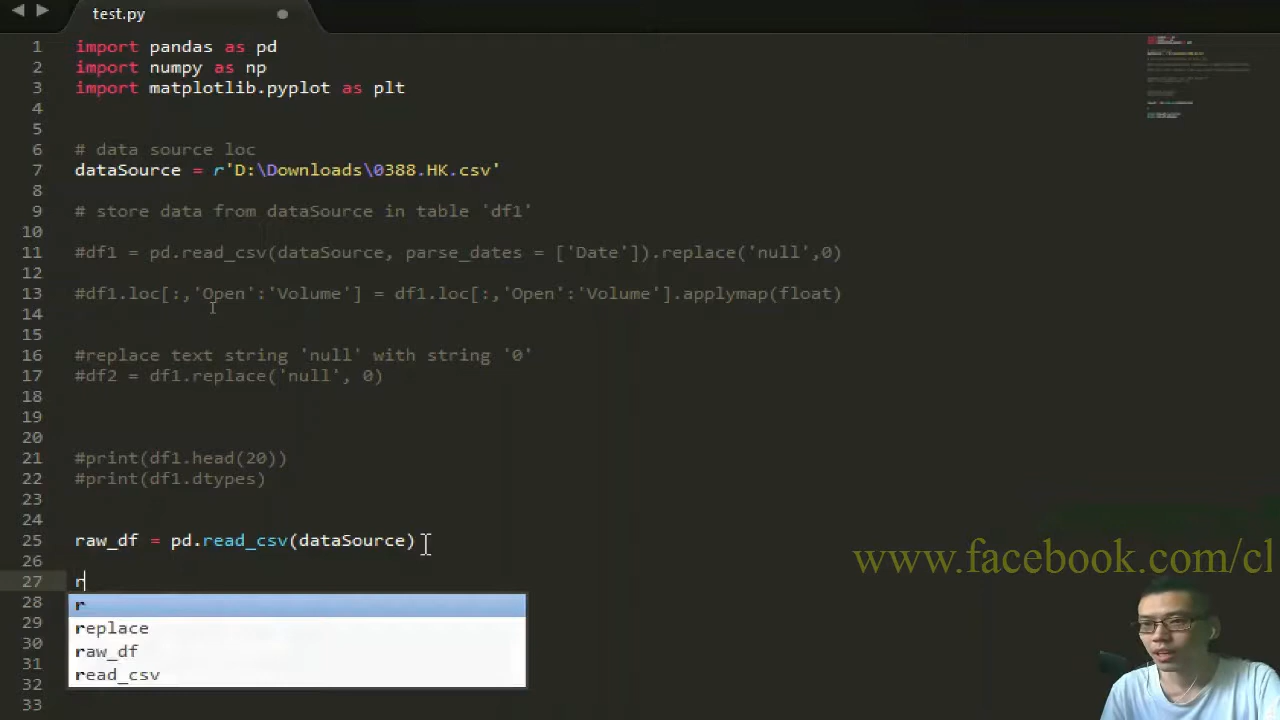 test.py
1 import pandas as pd
2 import numpy as np
3 import matplotlib.pyplot as plt
4
5
6 # data source loc
7 dataSource = r'D:\Downloads\0388.HK.csv'
8
9 # store data from dataSource in table 'df1'
10
11 #df1 = pd.read_csv(dataSource, parse_dates = ['Date']).replace('null',0)
12
13 #df1.loc[:,'Open':'Volume'] = df1.loc[:,'Open':'Volume'].applymap(float)
14
15
16 #replace text string 'null' with string '0'
17 #df2 = df1.replace('null', 0)
18
19
20
21 #print(df1.head(20))
22 #print(df1.dtypes)
23
24
25 raw_df = pd.read_csv(dataSource)
26
www.facebook.com/cl
27 r
28 r
29 replace
30 raw_df
31 read_csv
32
33